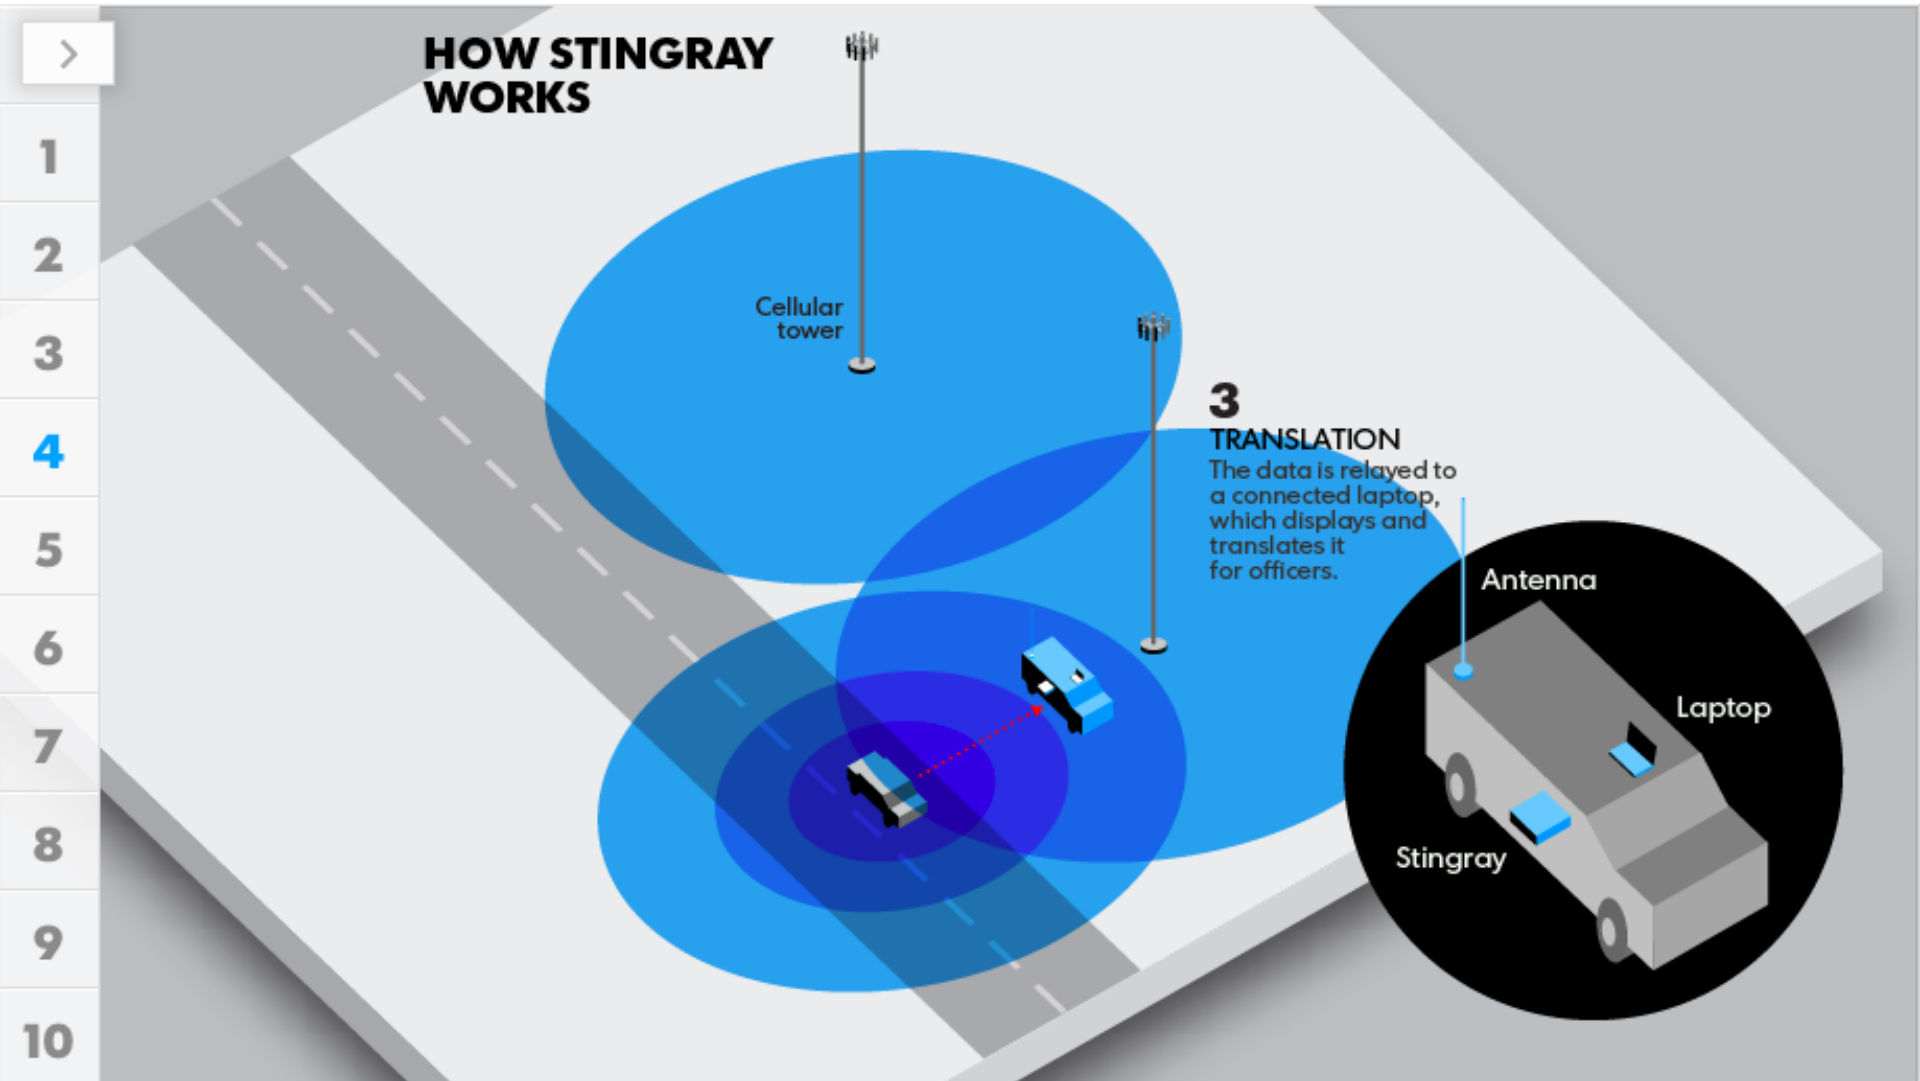 HOW STINGRAY
WORKS
1
2
3
4
5
6
7
8
9
10
Cellular
tower
3
TRANSLATION
The data is relayed to
a connected laptop,
which displays and
translates it
for officers.
Antenna
Laptop
Stingray